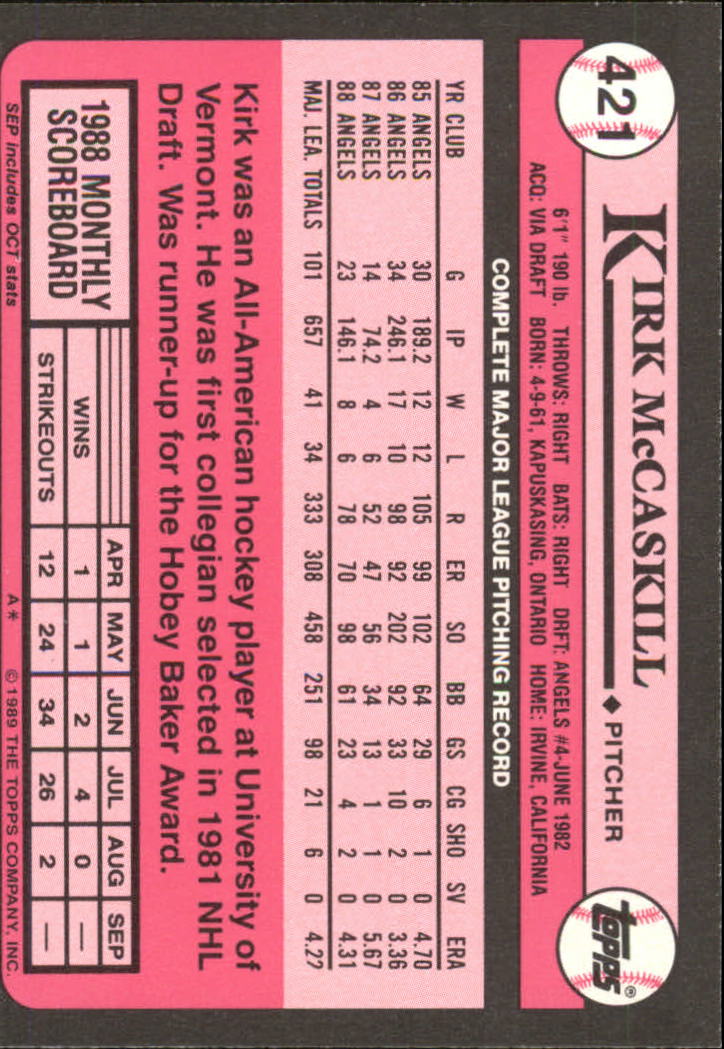 421
KIRK McCASKILL ♦ PITCHER
topps®
6'1" 190 lb. THROWS: RIGHT BATS: RIGHT DRFT: ANGELS #4-JUNE 1982
ACQ: VIA DRAFT BORN: 4-9-61, KAPUSKASING, ONTARIO HOME: IRVINE, CALIFORNIA
COMPLETE MAJOR LEAGUE PITCHING RECORD
YR CLUB G IP W L R ER SO BB GS CG SHO SV ERA
85 ANGELS 30 189.2 12 12 105 99 102 64 29 6 1 0 4.70
86 ANGELS 34 246.1 17 10 98 92 202 92 33 10 2 0 3.36
87 ANGELS 14 74.2 4 6 52 47 56 34 13 1 1 0 5.67
88 ANGELS 23 146.1 8 6 78 70 98 61 23 4 2 0 4.31
MAJ. LEA. TOTALS 101 657 41 34 333 308 458 251 98 21 6 0 4.22
Kirk was an All-American hockey player at University of
Vermont. He was first collegian selected in 1981 NHL
Draft. Was runner-up for the Hobey Baker Award.
1988 MONTHLY
SCOREBOARD
APR MAY JUN JUL AUG SEP
WINS 1 1 2 4 0 —
STRIKEOUTS 12 24 34 26 2 —
SEP includes OCT stats A* ©1989 THE TOPPS COMPANY, INC.